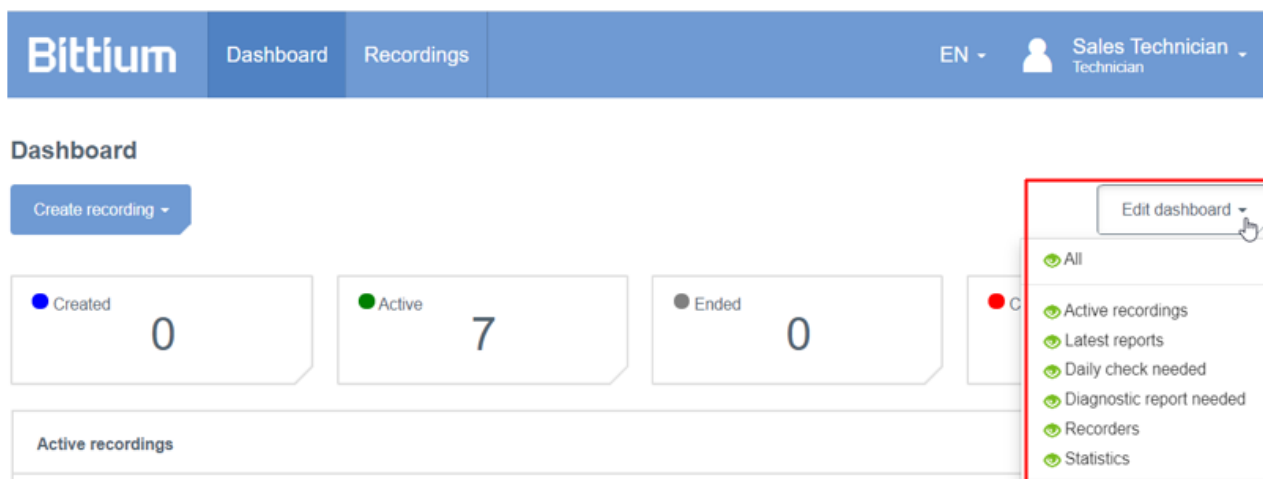 Bittium Dashboard Recordings EN Sales Technician
Technician
Dashboard
Create recording
Edit dashboard
All
Created
0
Active
7
Ended
0
C
Active recordings
Latest reports
Daily check needed
Diagnostic report needed
Recorders
Statistics
Active recordings